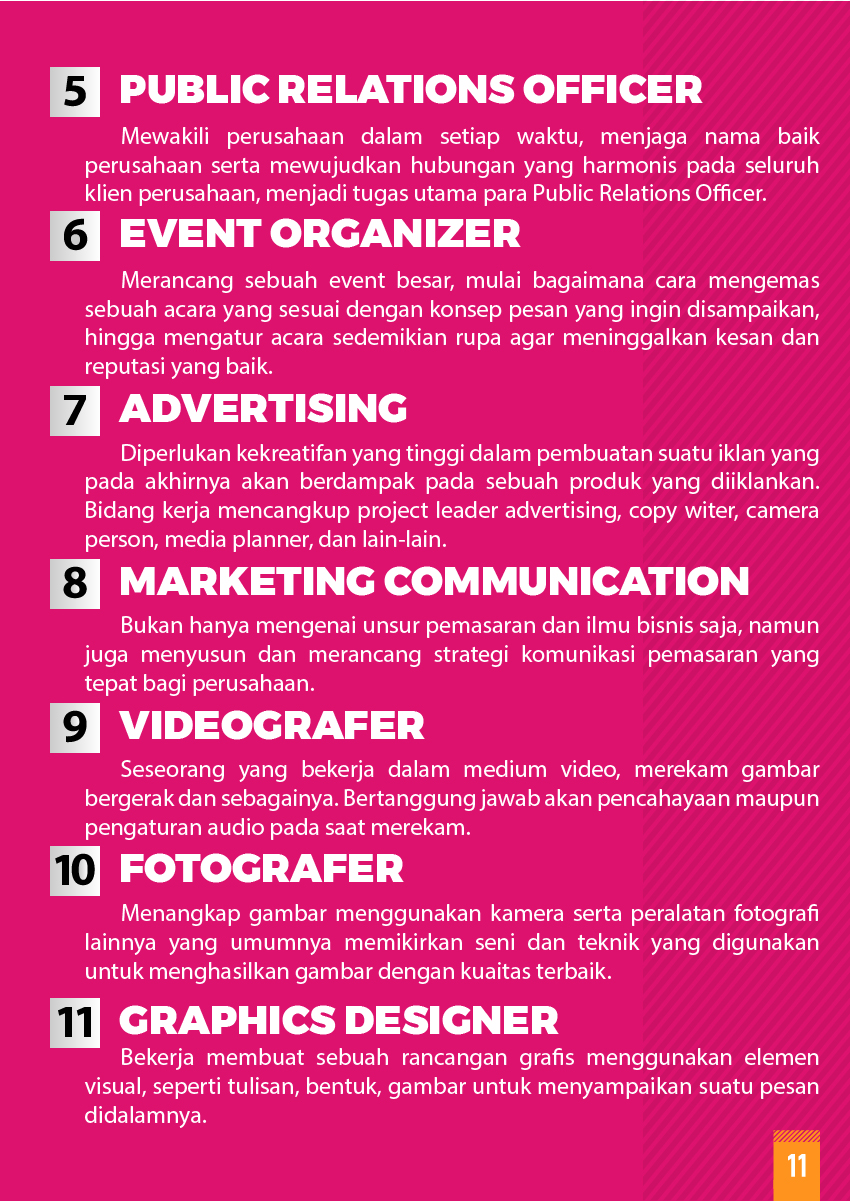 5 PUBLIC RELATIONS OFFICER
Mewakili perusahaan dalam setiap waktu, menjaga nama baik
perusahaan serta mewujudkan hubungan yang harmonis pada seluruh
klien perusahaan, menjadi tugas utama para Public Relations Officer.
6 EVENT ORGANIZER
Merancang sebuah event besar, mulai bagaimana cara mengemas
sebuah acara yang sesuai dengan konsep pesan yang ingin disampaikan,
hingga mengatur acara sedemikian rupa agar meninggalkan kesan dan
reputasi yang baik.
7 ADVERTISING
Diperlukan kekreatifan yang tinggi dalam pembuatan suatu iklan yang
pada akhirnya akan berdampak pada sebuah produk yang diiklankan.
Bidang kerja mencangkup project leader advertising, copy witer, camera
person, media planner, dan lain-lain.
8 MARKETING COMMUNICATION
Bukan hanya mengenai unsur pemasaran dan ilmu bisnis saja, namun
juga menyusun dan merancang strategi komunikasi pemasaran yang
tepat bagi perusahaan.
9 VIDEOGRAFER
Seseorang yang bekerja dalam medium video, merekam gambar
bergerak dan sebagainya. Bertanggung jawab akan pencahayaan maupun
pengaturan audio pada saat merekam.
10 FOTOGRAFER
Menangkap gambar menggunakan kamera serta peralatan fotografi
lainnya yang umumnya memikirkan seni dan teknik yang digunakan
untuk menghasilkan gambar dengan kuaitas terbaik.
11 GRAPHICS DESIGNER
Bekerja membuat sebuah rancangan grafis menggunakan elemen
visual, seperti tulisan, bentuk, gambar untuk menyampaikan suatu pesan
didalamnya.
11